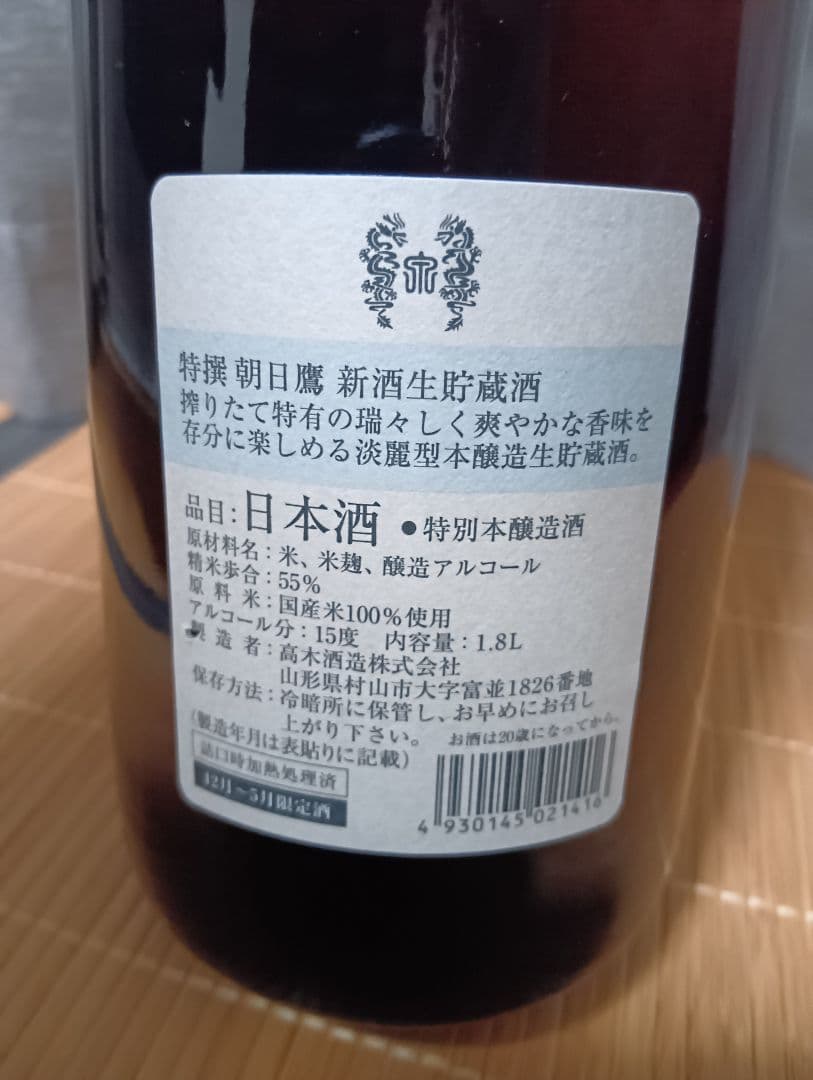 特撰 朝日鷹 新酒生貯蔵酒
搾りたて特有の瑞々しく爽やかな香味を
存分に楽しめる淡麗型本醸造生貯蔵酒。
品目:日本酒 ●特別本醸造酒
原材料名:米、米麹、醸造アルコール
精米歩合:55%
原料米:国産米100%使用
アルコール分:15度 内容量:1.8L
製造者:高木酒造株式会社
山形県村山市大字富並1826番地
保存方法:冷暗所に保管し、お早めにお召し
上がり下さい。
お酒は20歳になってから。
(製造年月は表貼りに記載)
詰口時加熱処理済
12月~5月限定酒
4 930145 021416